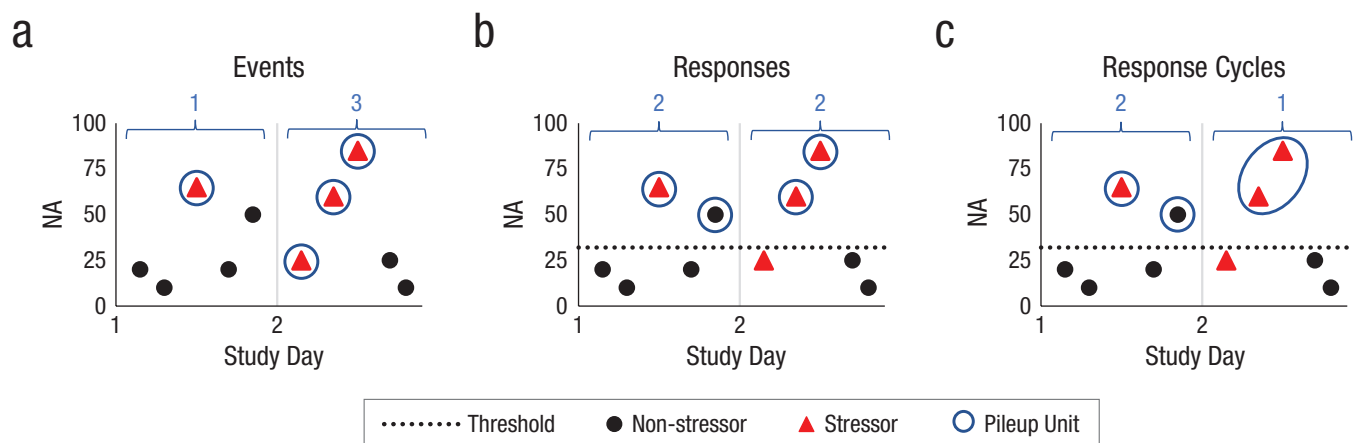 a
Events
1 3
100
75
50
25
0
NA
1 2
Study Day
b
Responses
2 2
100
75
50
25
0
NA
1 2
Study Day
c
Response Cycles
2 1
100
75
50
25
0
NA
1 2
Study Day
Threshold Non-stressor Stressor Pileup Unit